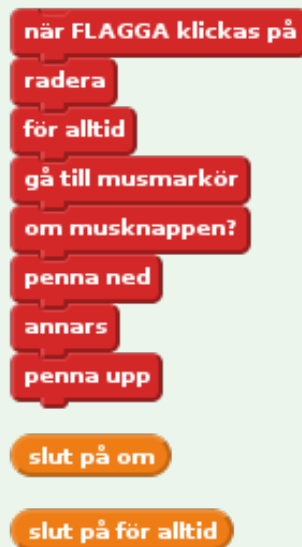 när FLAGGA klickas på
radera
för alltid
gå till musmarkör
om musknappen?
penna ned
annars
penna upp
slut på om
slut på för alltid